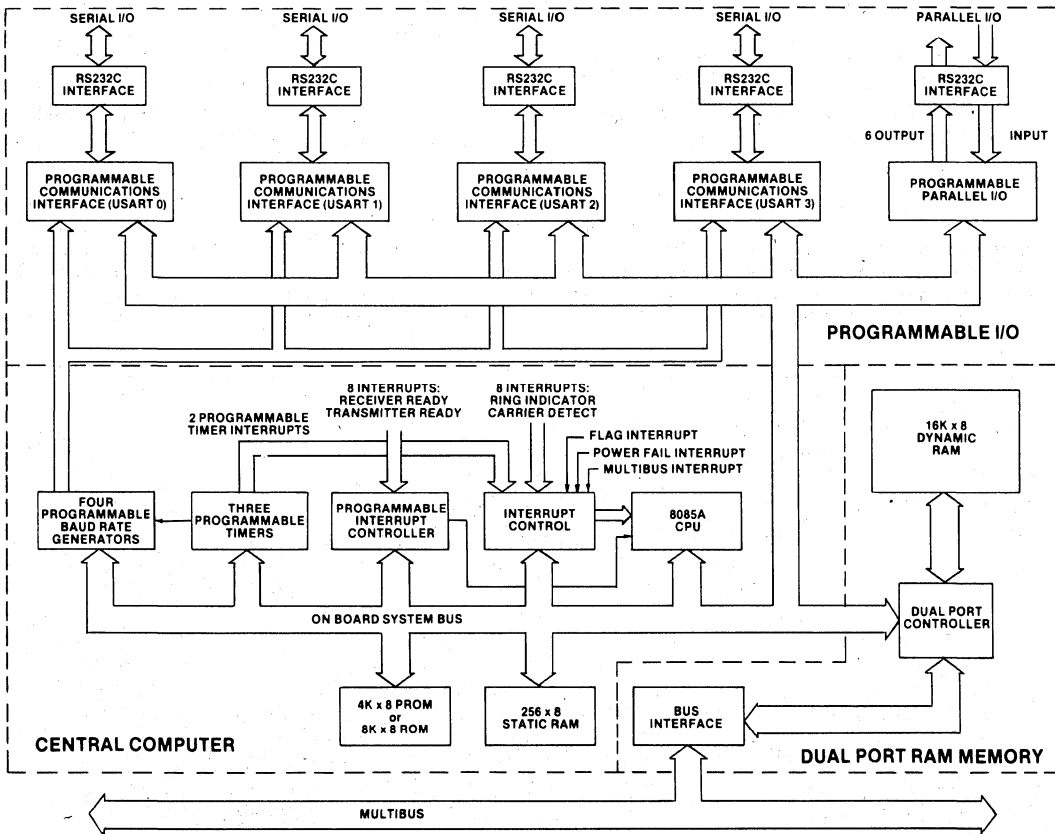 SERIAL I/O
SERIAL I/O
SERIAL I/O
SERIAL I/O
PARALLEL I/O
RS232C
INTERFACE
RS232C
INTERFACE
RS232C
INTERFACE
RS232C
INTERFACE
RS232C
INTERFACE
6 OUTPUT
INPUT
PROGRAMMABLE
COMMUNICATIONS
INTERFACE (USART 0)
PROGRAMMABLE
COMMUNICATIONS
INTERFACE (USART 1)
PROGRAMMABLE
COMMUNICATIONS
INTERFACE (USART 2)
PROGRAMMABLE
COMMUNICATIONS
INTERFACE (USART 3)
PROGRAMMABLE
PARALLEL I/O
PROGRAMMABLE I/O
2 PROGRAMMABLE
TIMER INTERRUPTS
8 INTERRUPTS:
RECEIVER READY
TRANSMITTER READY
8 INTERRUPTS:
RING INDICATOR
CARRIER DETECT
FLAG INTERRUPT
POWER FAIL INTERRUPT
MULTIBUS INTERRUPT
16K x 8
DYNAMIC
RAM
FOUR
PROGRAMMABLE
BAUD RATE
GENERATORS
THREE
PROGRAMMABLE
TIMERS
PROGRAMMABLE
INTERRUPT
CONTROLLER
INTERRUPT
CONTROL
8085A
CPU
ON BOARD SYSTEM BUS
DUAL PORT
CONTROLLER
4K x 8 PROM
or
8K x 8 ROM
256 x 8
STATIC RAM
BUS
INTERFACE
CENTRAL COMPUTER
DUAL PORT RAM MEMORY
MULTIBUS